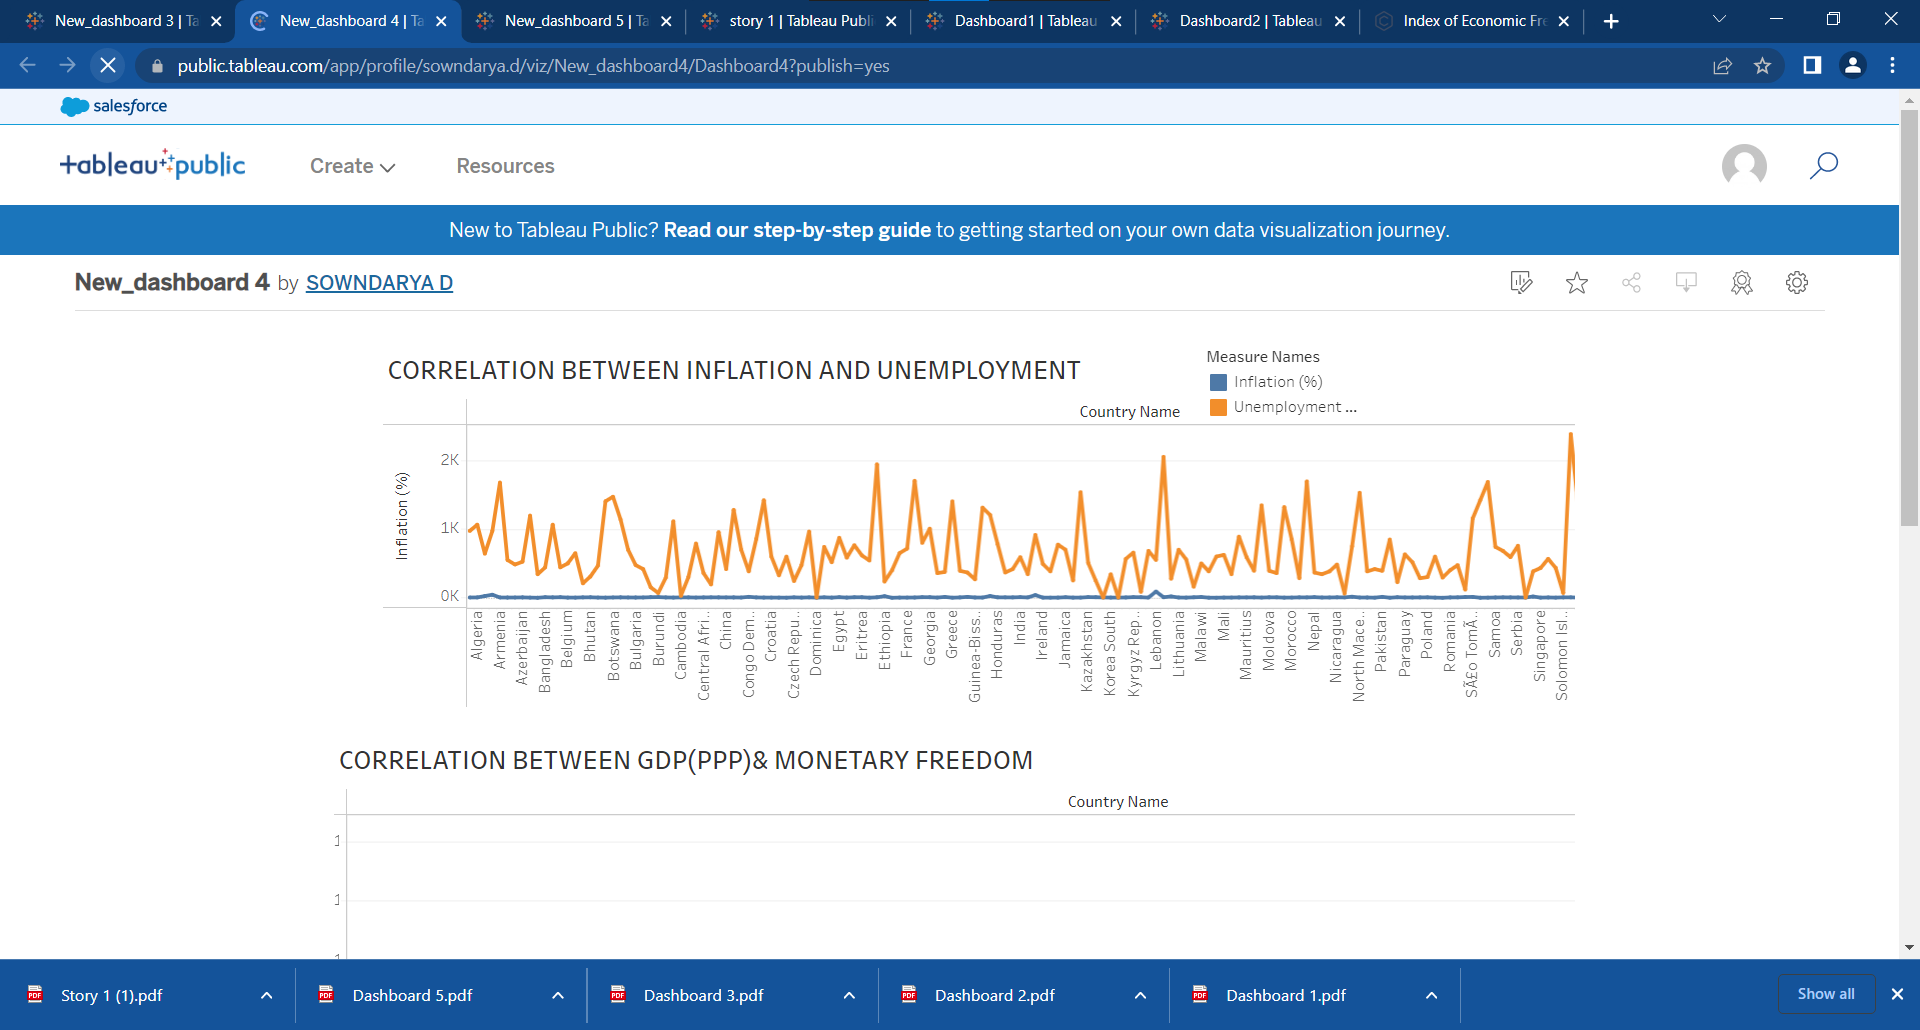 New_dashboard 3 | Ta
New_dashboard 4 | Ta
New_dashboard 5 | Ta
story 1 | Tableau Publi
Dashboard1 | Tableau
Dashboard2 | Tableau
Index of Economic Fre
public.tableau.com/app/profile/sowndarya.d/viz/New_dashboard4/Dashboard4?publish=yes
salesforce
+ableau public
Create
Resources
New to Tableau Public? Read our step-by-step guide to getting started on your own data visualization journey.
New_dashboard 4 by SOWNDARYA D
CORRELATION BETWEEN INFLATION AND UNEMPLOYMENT
Measure Names
Inflation (%)
Unemployment ...
Country Name
Inflation (%)
2K
1K
0K
Algeria
Armenia
Azerbaijan
Bangladesh
Belgium
Bhutan
Botswana
Bulgaria
Burundi
Cambodia
Central Afri..
China
Congo Dem..
Croatia
Czech Repu..
Dominica
Egypt
Eritrea
Ethiopia
France
Georgia
Greece
Guinea-Biss..
Honduras
India
Ireland
Jamaica
Kazakhstan
Korea South
Kyrgyz Rep..
Lebanon
Lithuania
Malawi
Mali
Mauritius
Moldova
Morocco
Nepal
Nicaragua
North Mace..
Pakistan
Paraguay
Poland
Romania
SÃ£o TomÃ..
Samoa
Serbia
Singapore
Solomon Isl..
CORRELATION BETWEEN GDP(PPP)& MONETARY FREEDOM
Country Name
1
1
Story 1 (1).pdf
Dashboard 5.pdf
Dashboard 3.pdf
Dashboard 2.pdf
Dashboard 1.pdf
Show all